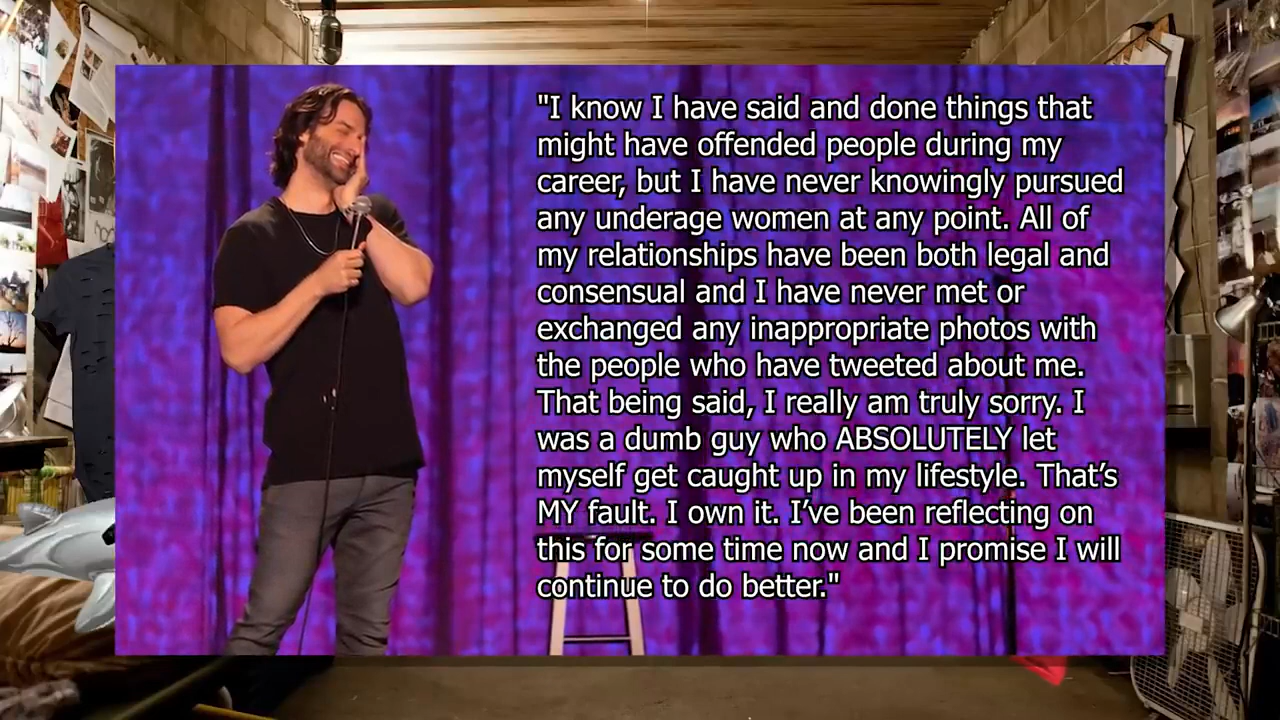 "I know I have said and done things that
might have offended people during my
career, but I have never knowingly pursued
any underage women at any point. All of
my relationships have been both legal and
consensual and I have never met or
exchanged any inappropriate photos with
the people who have tweeted about me.
That being said, I really am truly sorry. I
was a dumb guy who ABSOLUTELY let
myself get caught up in my lifestyle. That’s
MY fault. I own it. I’ve been reflecting on
this for some time now and I promise I will
continue to do better."